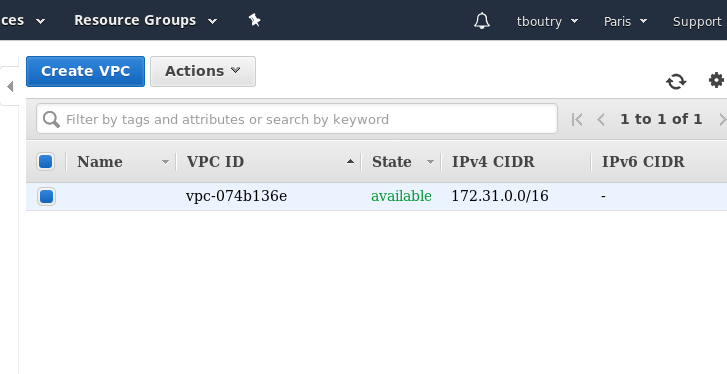 ces Resource Groups tboutry Paris Support
Create VPC Actions
Filter by tags and attributes or search by keyword 1 to 1 of 1
Name VPC ID State IPv4 CIDR IPv6 CIDR
vpc-074b136e available 172.31.0.0/16 -